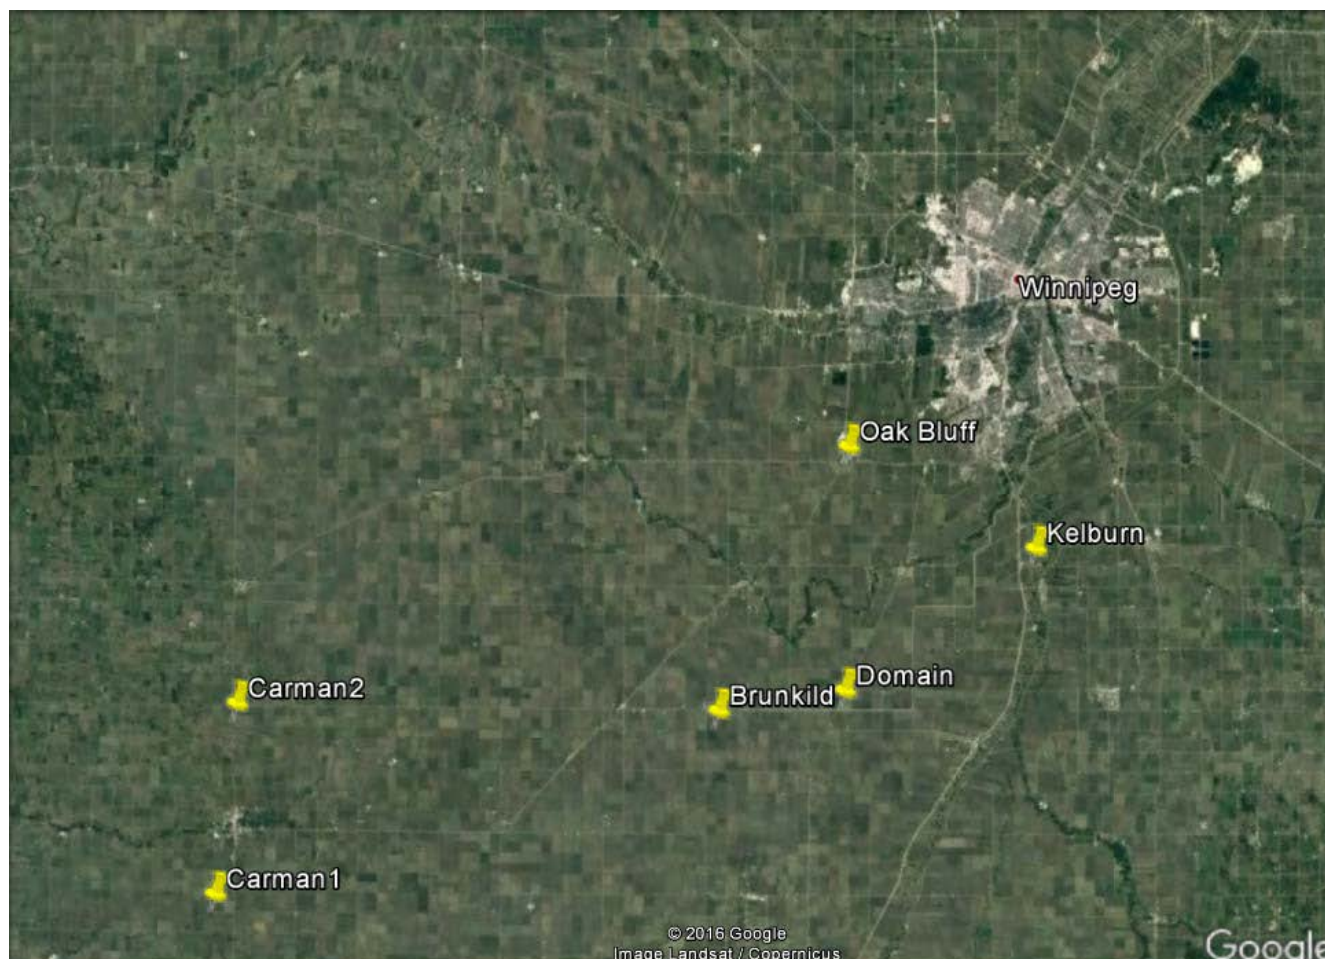 Winnipeg
Oak Bluff
Kelburn
Domain
Carman2
Brunkild
Carman1
© 2016 Google
Image Landsat / Copernicus
Google